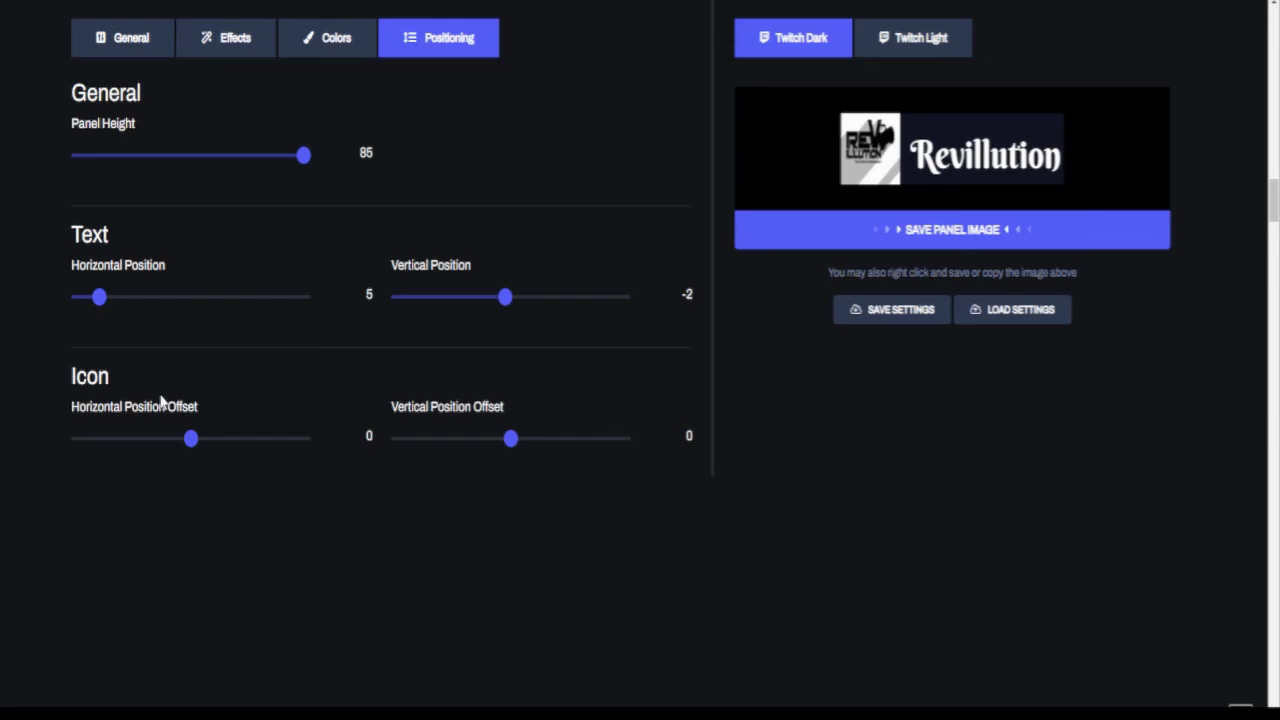 General
Effects
Colors
Positioning
General
Panel Height
85
Text
Horizontal Position
5
Vertical Position
-2
Icon
Horizontal Position Offset
0
Vertical Position Offset
0
Twitch Dark
Twitch Light
REV
ILLUTION
Revillution
SAVE PANEL IMAGE
You may also right click and save or copy the image above
SAVE SETTINGS
LOAD SETTINGS